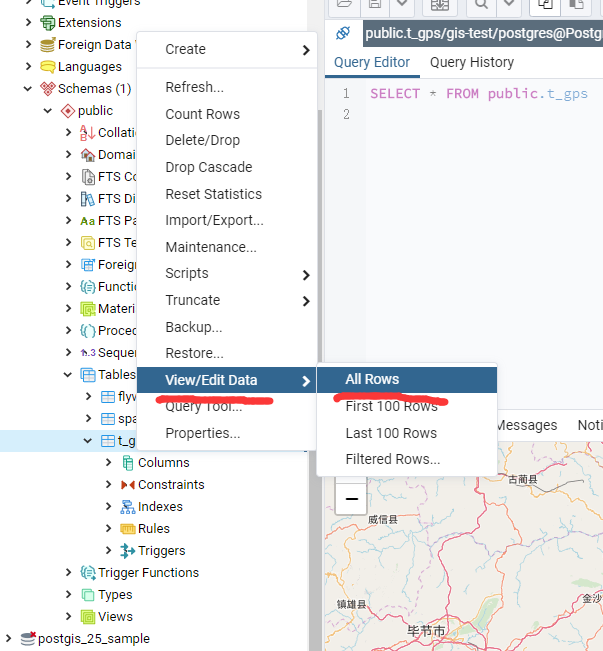 Event Triggers
Extensions
Foreign Data
Languages
Schemas (1)
public
Collati
Domai
FTS Co
FTS Di
FTS Pa
FTS Te
Foreig
Functi
Materi
Proced
1..3 Sequen
Tables
flyw
spa
t_g
Columns
Constraints
Indexes
Rules
Triggers
Trigger Functions
Types
Views
postgis_25_sample
Create
Refresh...
Count Rows
Delete/Drop
Drop Cascade
Reset Statistics
Import/Export...
Maintenance...
Scripts
Truncate
Backup...
Restore...
View/Edit Data
Query Tool...
Properties...
All Rows
First 100 Rows
Last 100 Rows
Filtered Rows...
public.t_gps/gis-test/postgres@Postg
Query Editor Query History
1 SELECT * FROM public.t_gps
2
Messages Noti
−
古蔺县
威信县
镇雄县
金沙
毕节市